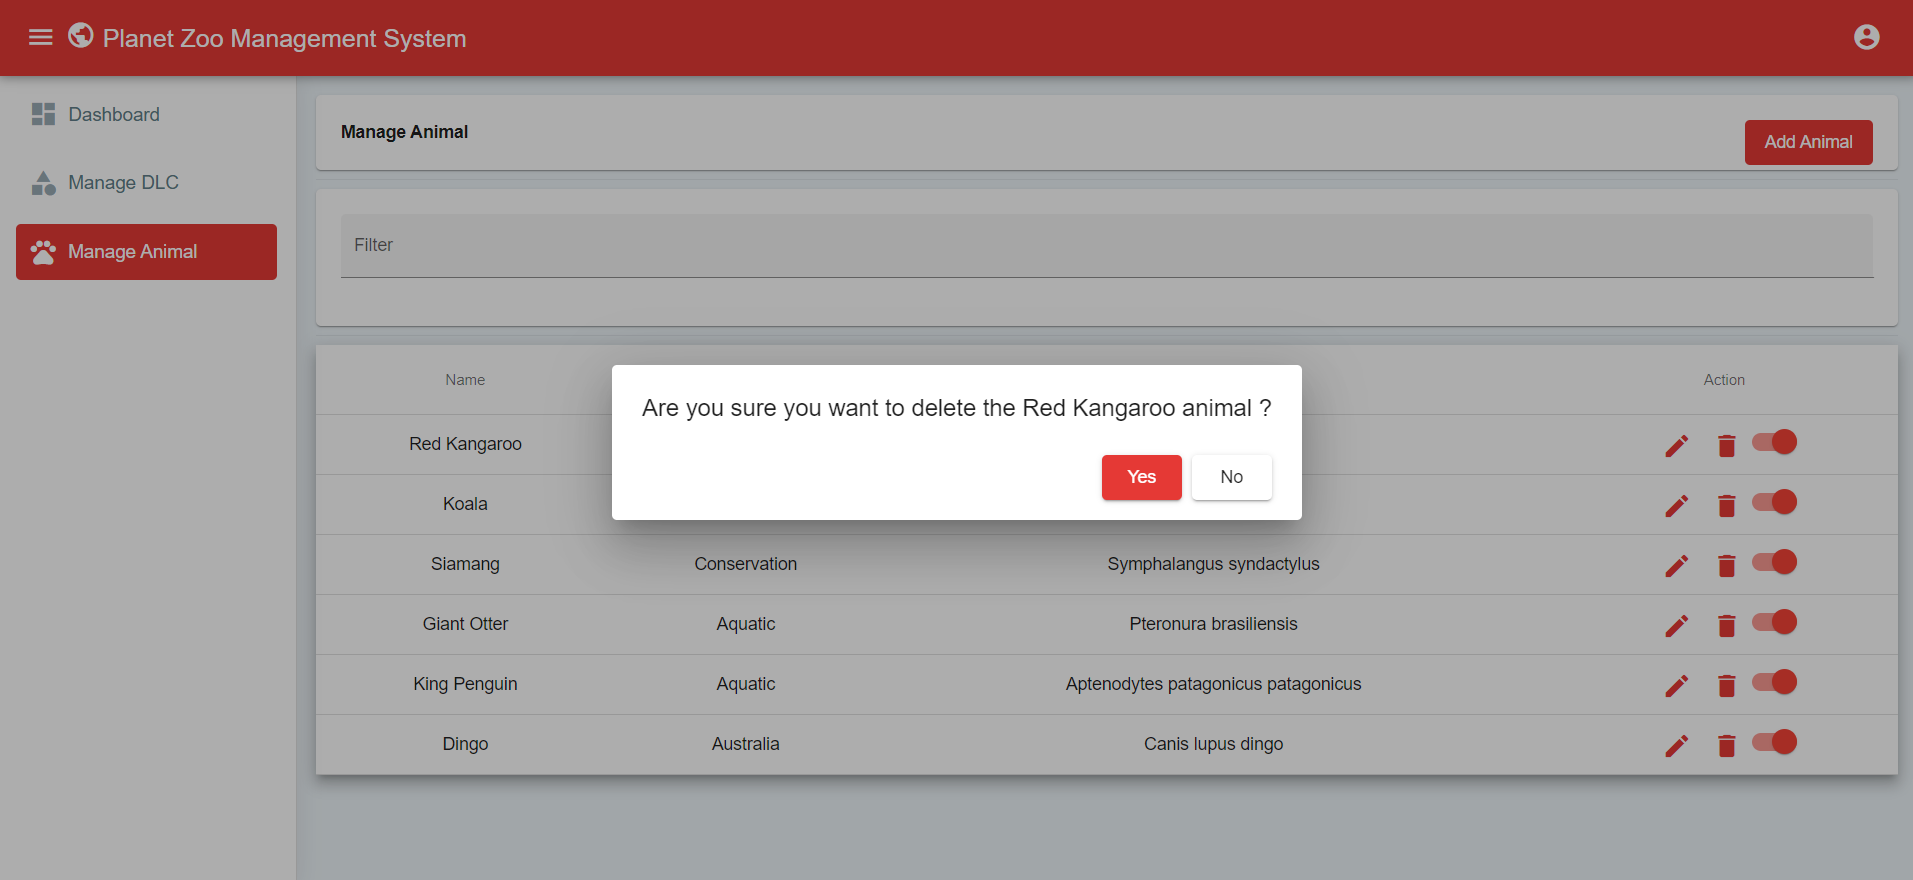 Planet Zoo Management System
Dashboard
Manage DLC
Manage Animal
Manage Animal
Add Animal
Filter
Name Action
Are you sure you want to delete the Red Kangaroo animal ?
Yes No
Red Kangaroo
Koala
Siamang Conservation Symphalangus syndactylus
Giant Otter Aquatic Pteronura brasiliensis
King Penguin Aquatic Aptenodytes patagonicus patagonicus
Dingo Australia Canis lupus dingo